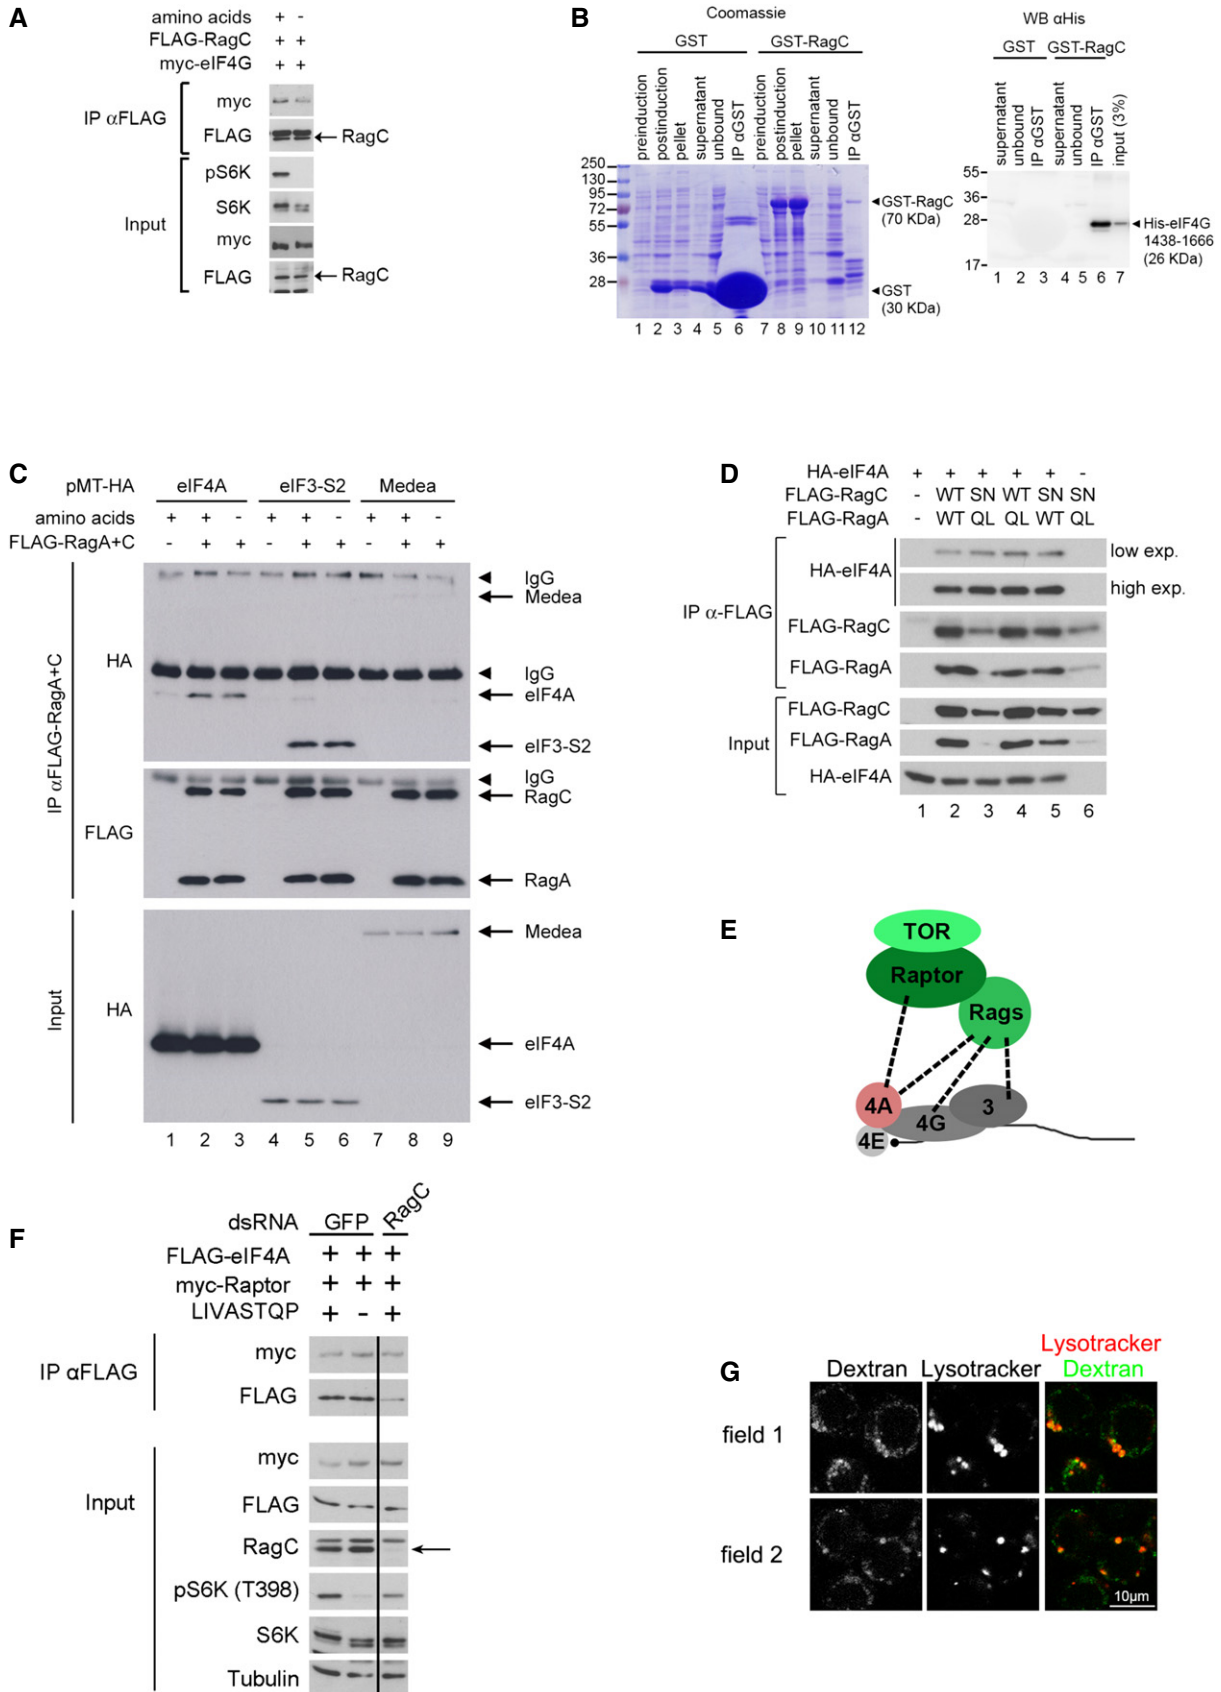 A
amino acids + -
FLAG-RagC + +
myc-eIF4G + +
IP αFLAG
myc
FLAG
RagC
Input
pS6K
S6K
myc
FLAG
RagC
B
Coomassie
GST GST-RagC
preinduction
postinduction
pellet
supernatant
unbound
IP αGST
preinduction
postinduction
pellet
supernatant
unbound
IP αGST
250
130
95
72
55
36
28
GST-RagC
(70 KDa)
GST
(30 KDa)
1 2 3 4 5 6 7 8 9 10 11 12
WB αHis
GST GST-RagC
supernatant
unbound
IP αGST
supernatant
unbound
IP αGST
input (3%)
55
36
28
17
His-eIF4G
1438-1666
(26 KDa)
1 2 3 4 5 6 7
C
pMT-HA eIF4A eIF3-S2 Medea
amino acids + + - + + - + + -
FLAG-RagA+C - + + - + + - + +
IP αFLAG-RagA+C
HA
IgG
Medea
IgG
eIF4A
eIF3-S2
FLAG
IgG
RagC
RagA
Input
HA
Medea
eIF4A
eIF3-S2
1 2 3 4 5 6 7 8 9
D
HA-eIF4A + + + + + -
FLAG-RagC - WT SN WT SN SN
FLAG-RagA - WT QL QL WT QL
IP α-FLAG
HA-eIF4A
low exp.
high exp.
FLAG-RagC
FLAG-RagA
Input
FLAG-RagC
FLAG-RagA
HA-eIF4A
1 2 3 4 5 6
E
TOR
Raptor
Rags
4A
4G
3
4E
F
dsRNA GFP RagC
FLAG-eIF4A + + +
myc-Raptor + + +
LIVASTQP + - +
IP αFLAG
myc
FLAG
Input
myc
FLAG
RagC
pS6K (T398)
S6K
Tubulin
G
Dextran Lysotracker Lysotracker
Dextran
field 1
field 2
10µm